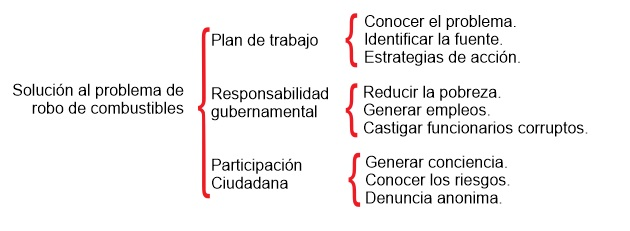 Solución al problema de
robo de combustibles
Plan de trabajo
Conocer el problema.
Identificar la fuente.
Estrategias de acción.
Responsabilidad
gubernamental
Reducir la pobreza.
Generar empleos.
Castigar funcionarios corruptos.
Participación
Ciudadana
Generar conciencia.
Conocer los riesgos.
Denuncia anonima.